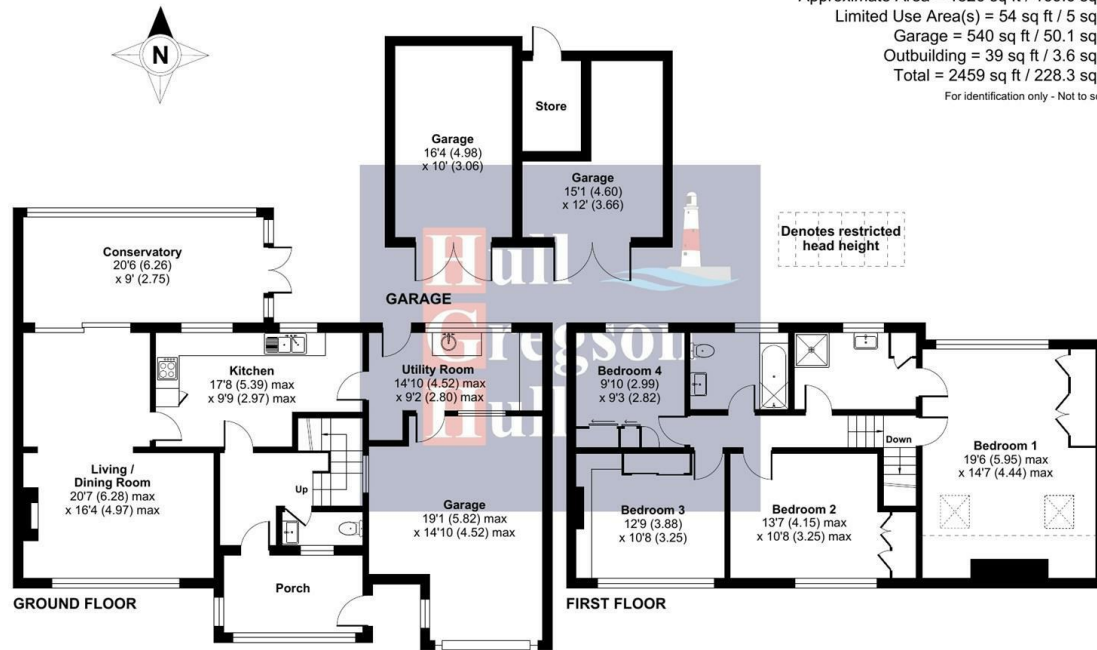 Limited Use Area(s) = 54 sq ft / 5 sq
Garage = 540 sq ft / 50.1 sq
Outbuilding = 39 sq ft / 3.6 sq
Total = 2459 sq ft / 228.3 sq
For identification only - Not to
N
Store
Garage
16'4 (4.98)
x 10' (3.06)
Garage
15'1 (4.60)
x 12' (3.66)
Denotes restricted
head height
Conservatory
20'6 (6.26)
x 9' (2.75)
Hull
Gregson
Hull
GARAGE
Kitchen
17'8 (5.39) max
x 9'9 (2.97) max
Utility Room
14'10 (4.52) max
x 9'2 (2.80) max
Bedroom 4
9'10 (2.99)
x 9'3 (2.82)
Down
Bedroom 1
19'6 (5.95) max
x 14'7 (4.44) max
Living /
Dining Room
20'7 (6.28) max
x 16'4 (4.97) max
Up
Garage
19'1 (5.82) max
x 14'10 (4.52) max
Bedroom 3
12'9 (3.88)
x 10'8 (3.25)
Bedroom 2
13'7 (4.15) max
x 10'8 (3.25) max
Porch
GROUND FLOOR
FIRST FLOOR